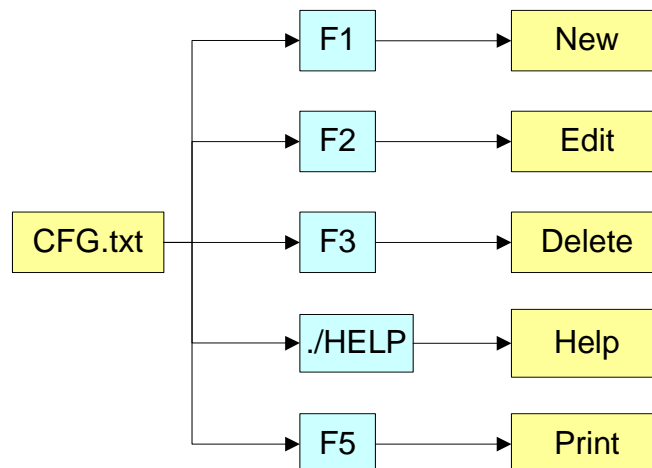 F1
New
F2
Edit
CFG.txt
F3
Delete
./HELP
Help
F5
Print